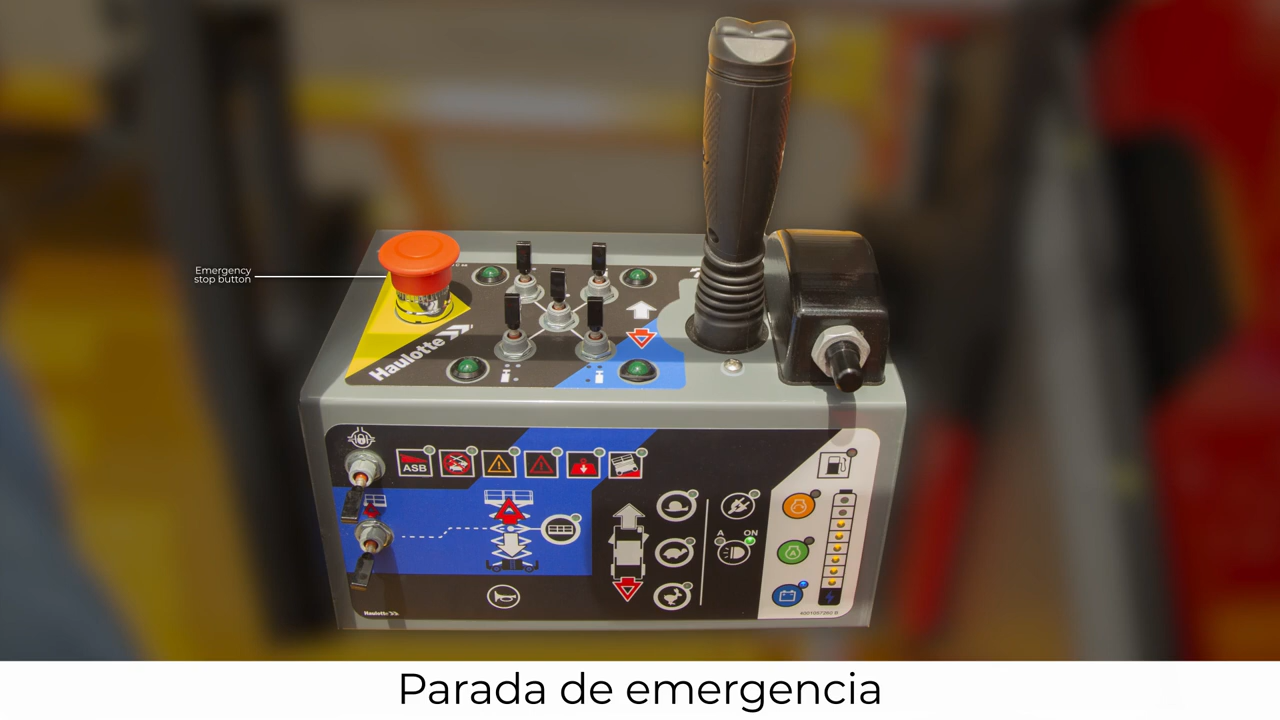 Emergency
stop button
Haulotte
ASB
A ON
Haulotte
Parada de emergencia